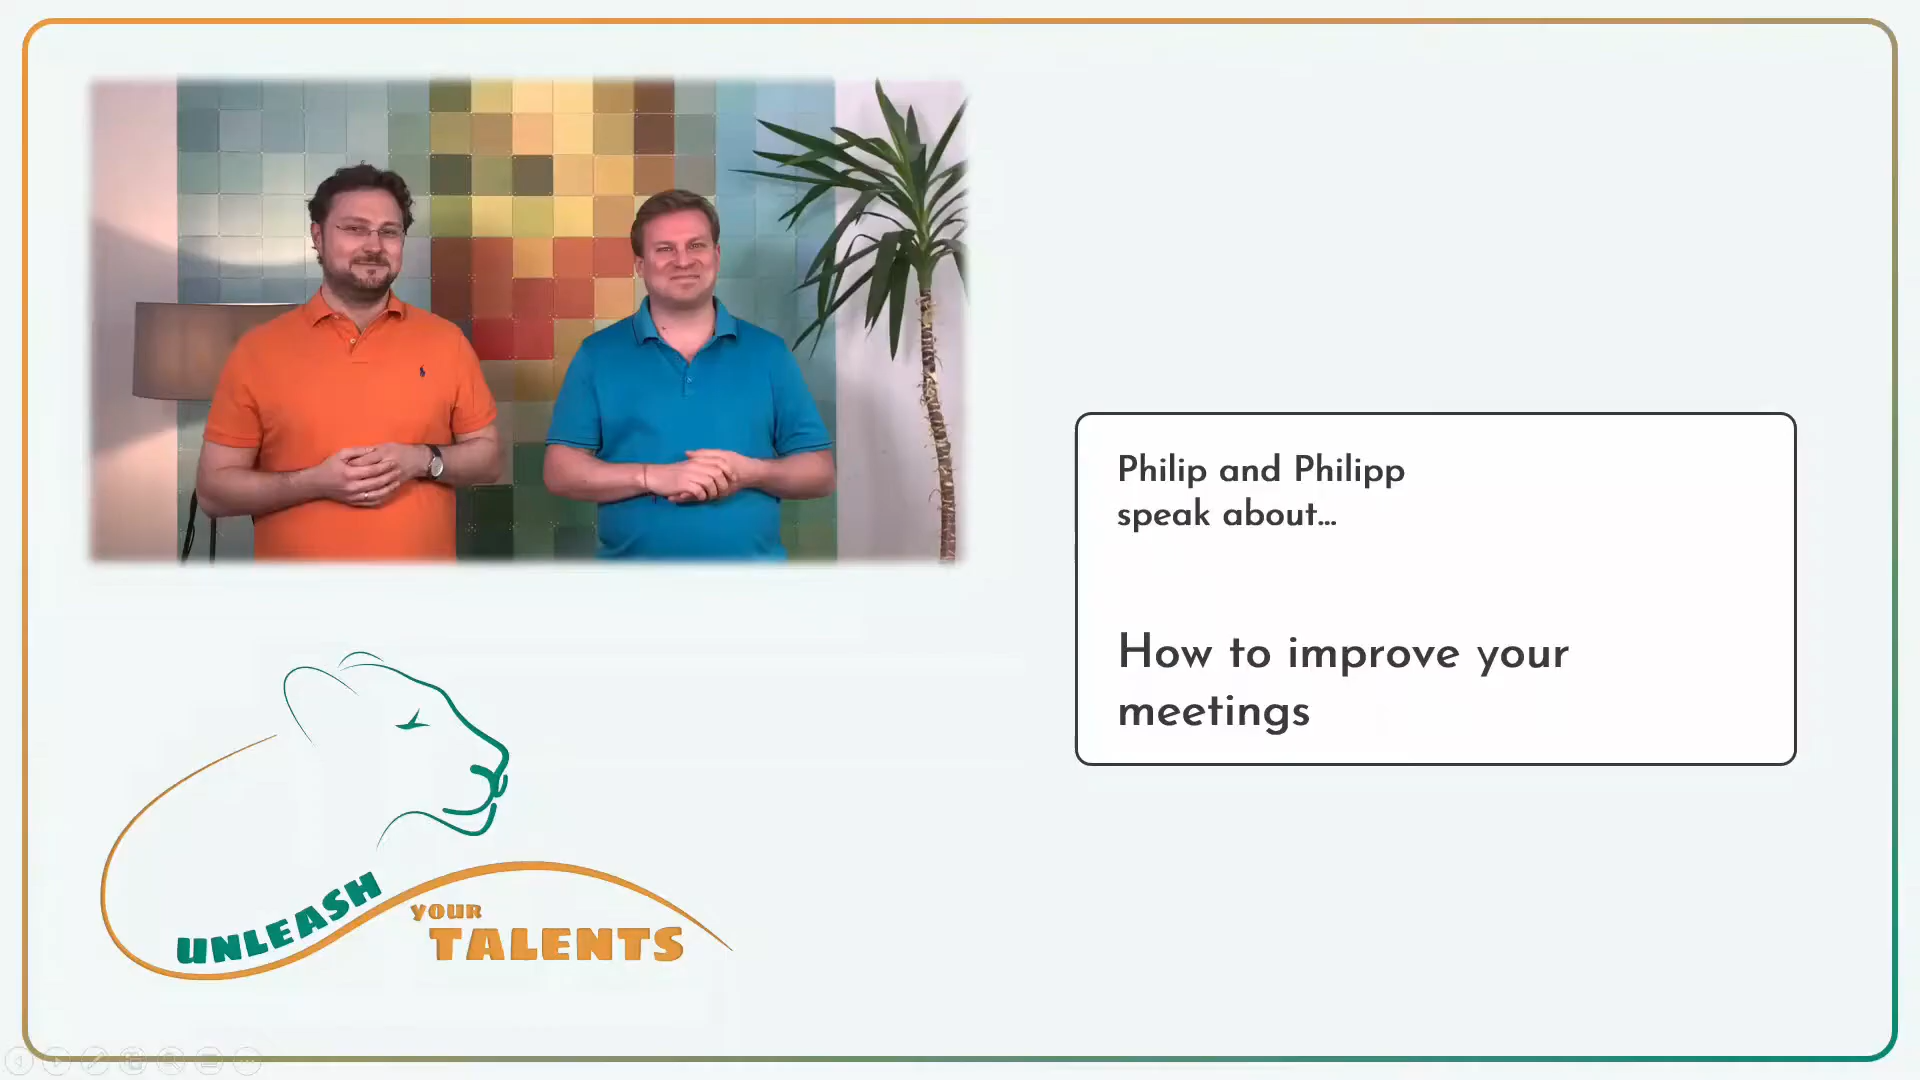 Philip and Philipp
speak about...
How to improve your
meetings
UNLEASH
YOUR
TALENTS